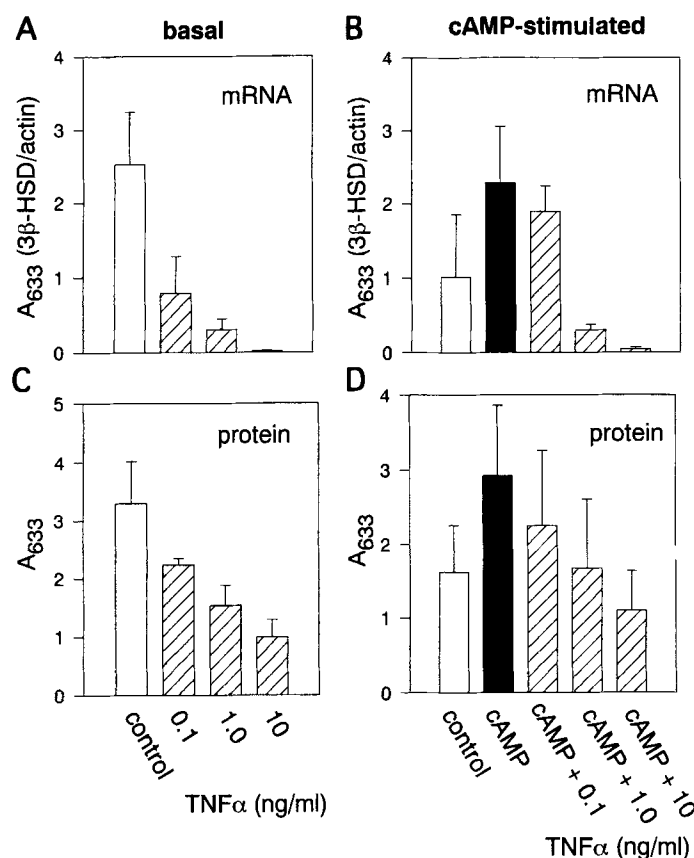 A
basal
B
cAMP-stimulated
A633 (3β-HSD/actin)
4
3
2
1
0
mRNA
A633 (3β-HSD/actin)
4
3
2
1
0
mRNA
C
A633
5
4
3
2
1
0
protein
control
0.1
1.0
10
TNFα (ng/ml)
D
A633
4
3
2
1
0
protein
control
cAMP
cAMP + 0.1
cAMP + 1.0
cAMP + 10
TNFα (ng/ml)